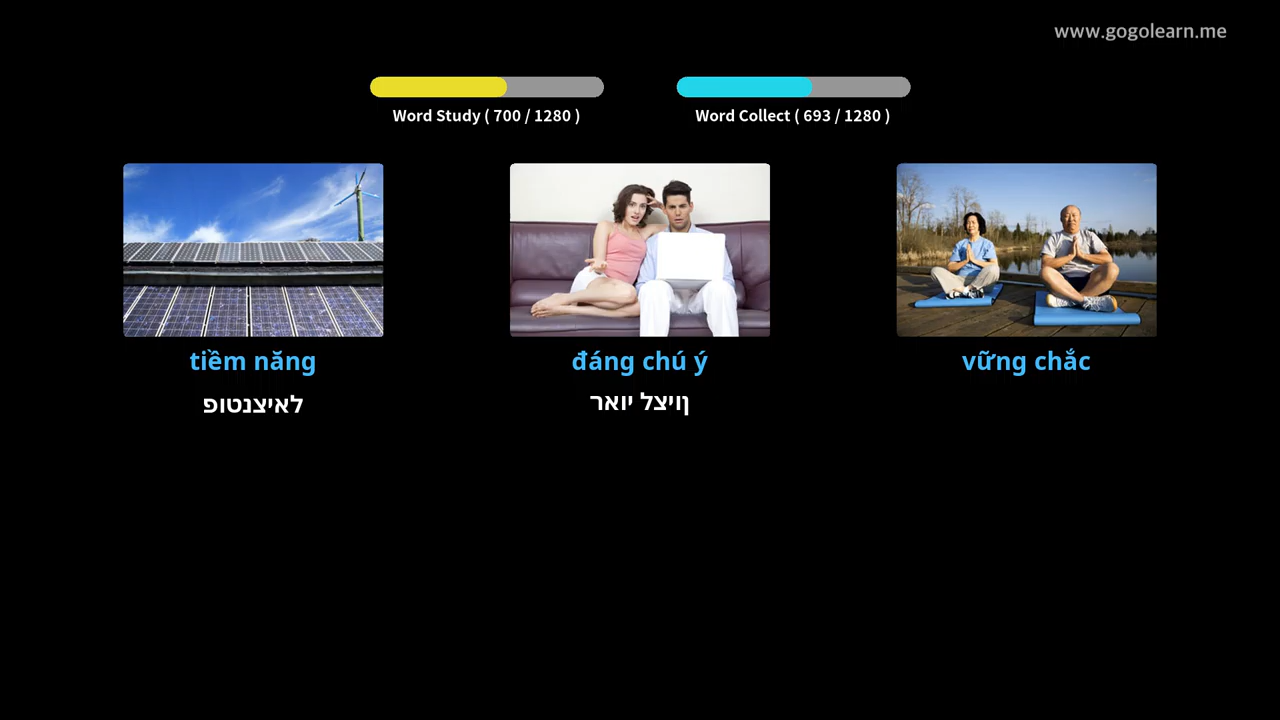 www.gogolearn.me
Word Study ( 700 / 1280 )
Word Collect ( 693 / 1280 )
tiềm năng
đáng chú ý
vững chắc
לאיצנטופ
ןויצל יואר